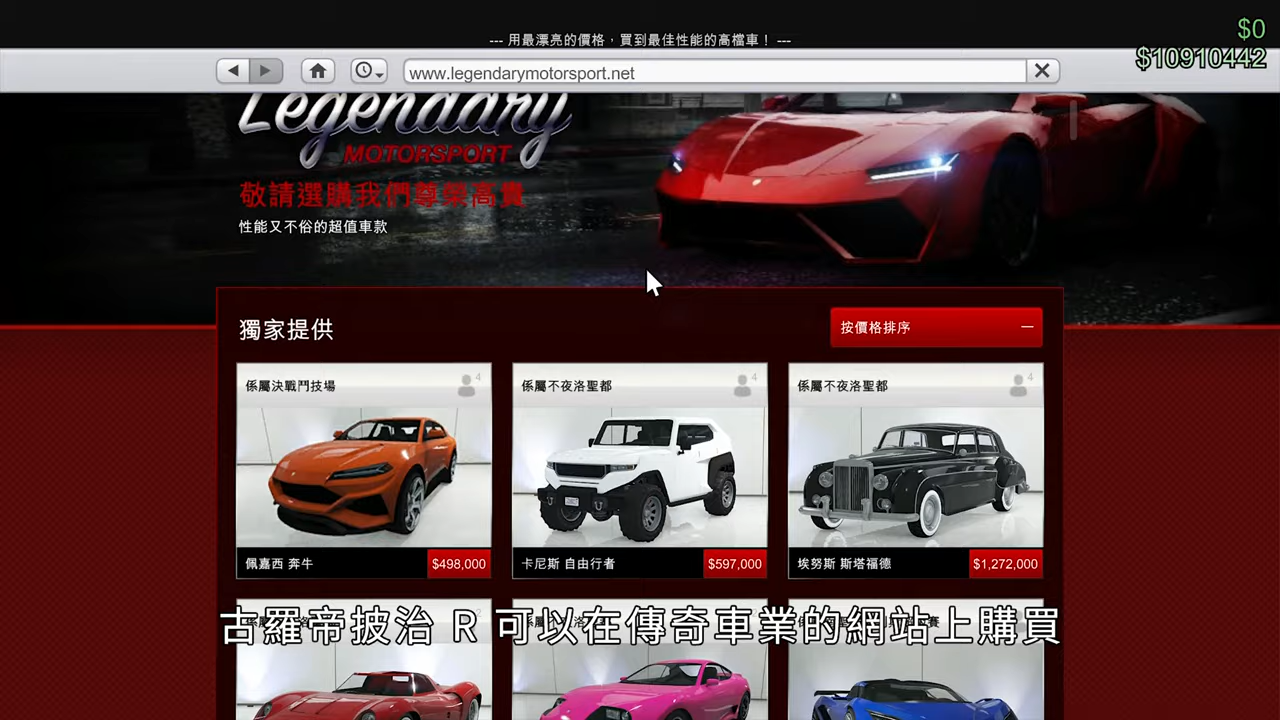 --- 用最漂亮的價格，買到最佳性能的高檔車！ ---
$0
$10910442
www.legendarymotorsport.net
Legendary
MOTORSPORT
敬請選購我們尊榮高貴
性能又不俗的超值車款
獨家提供
按價格排序
係屬決戰鬥技場
4
係屬不夜洛聖都
4
係屬不夜洛聖都
4
佩嘉西 奔牛
$498,000
卡尼斯 自由行者
$597,000
埃努斯 斯塔福德
$1,272,000
古羅帝披治 R 可以在傳奇車業的網站上購買